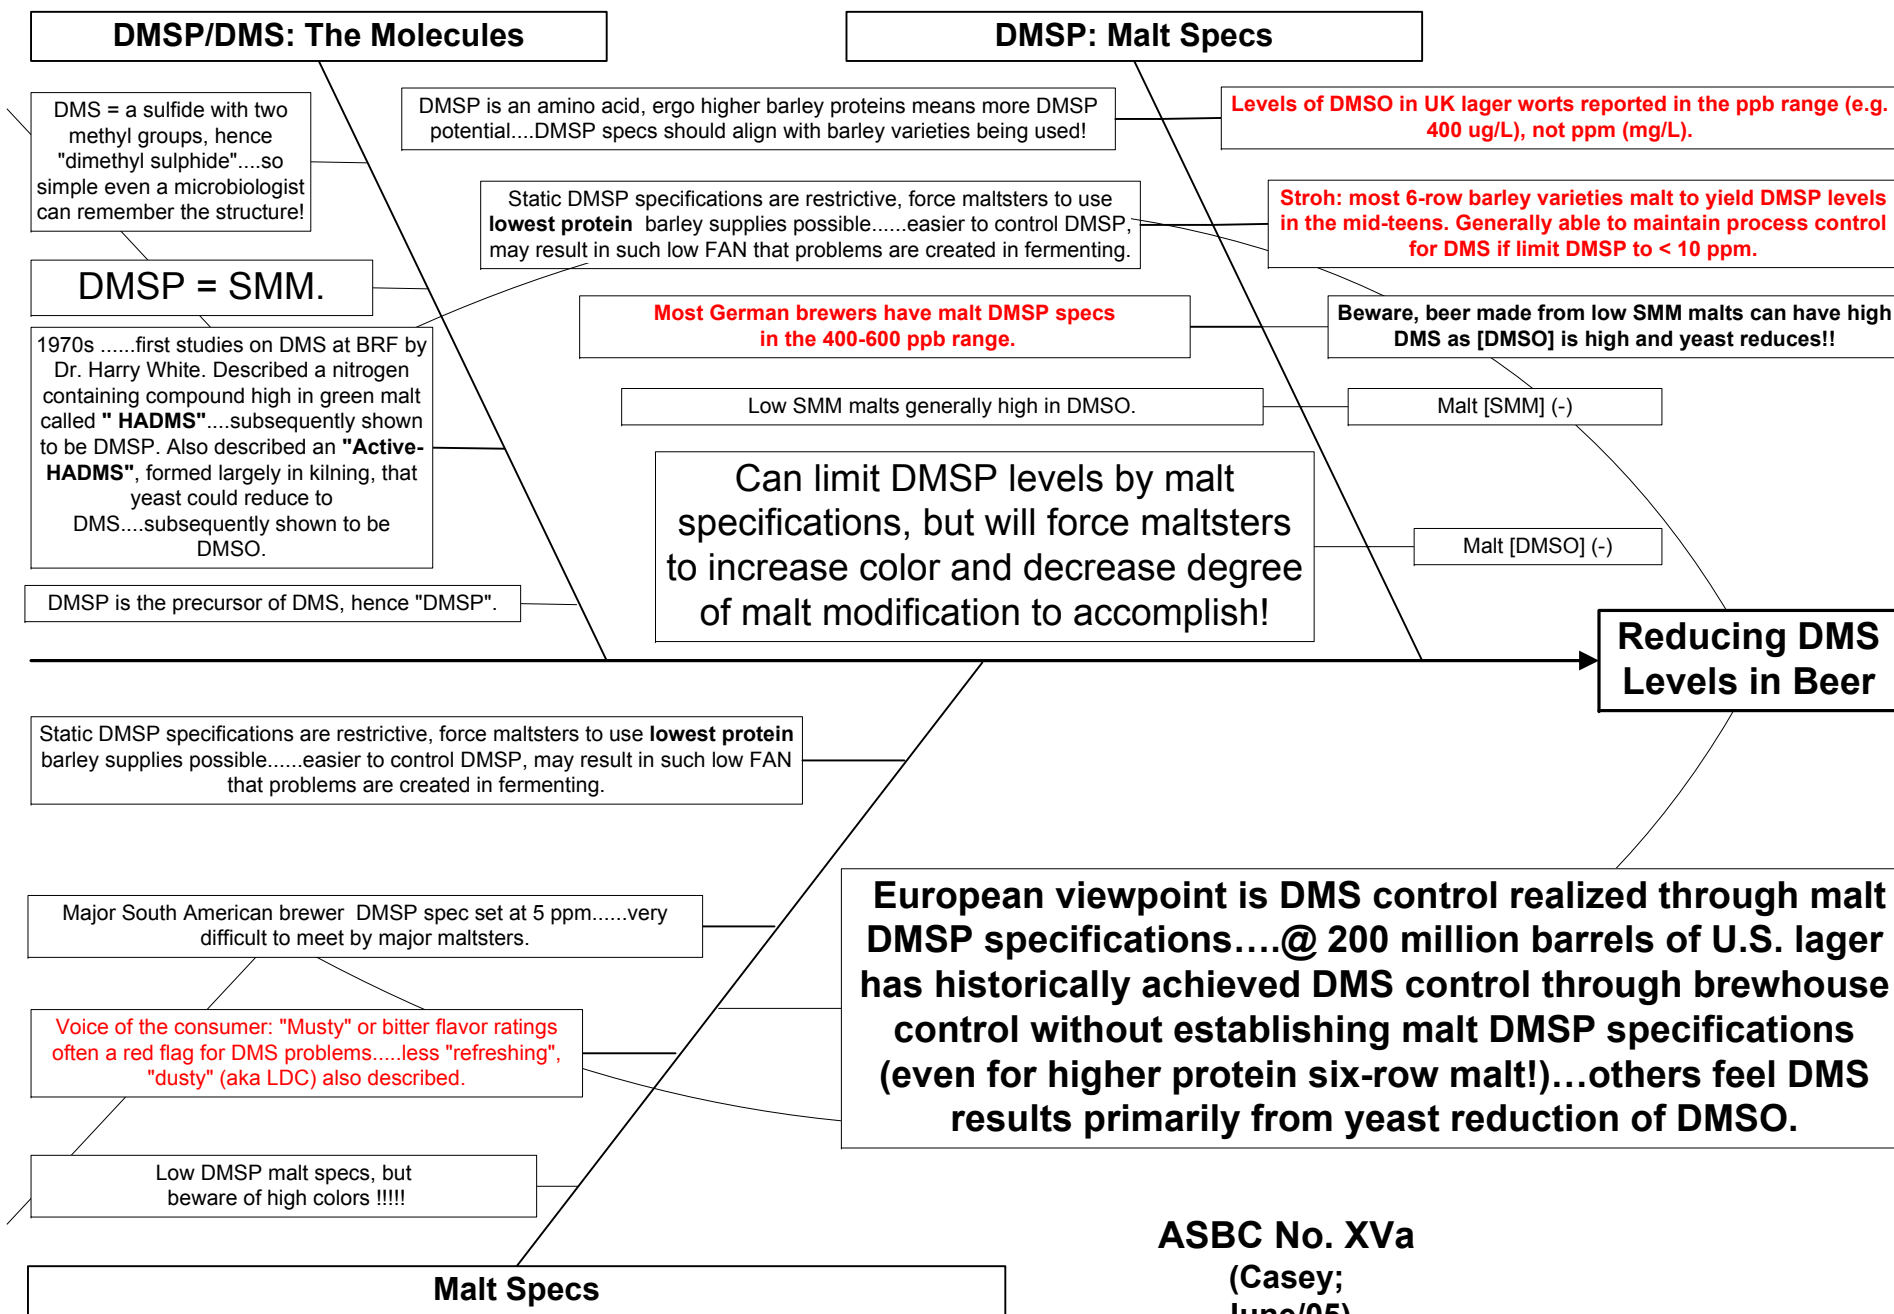 DMSP/DMS: The Molecules
DMS = a sulfide with two
methyl groups, hence
"dimethyl sulphide"....so
simple even a microbiologist
can remember the structure!
DMSP = SMM.
1970s ......first studies on DMS at BRF by
Dr. Harry White. Described a nitrogen
containing compound high in green malt
called " HADMS"....subsequently shown
to be DMSP. Also described an "Active-
HADMS", formed largely in kilning, that
yeast could reduce to
DMS....subsequently shown to be
DMSO.
DMSP is the precursor of DMS, hence "DMSP".
DMSP: Malt Specs
DMSP is an amino acid, ergo higher barley proteins means more DMSP
potential....DMSP specs should align with barley varieties being used!
Levels of DMSO in UK lager worts reported in the ppb range (e.g.
400 ug/L), not ppm (mg/L).
Static DMSP specifications are restrictive, force maltsters to use
lowest protein barley supplies possible......easier to control DMSP,
may result in such low FAN that problems are created in fermenting.
Stroh: most 6-row barley varieties malt to yield DMSP levels
in the mid-teens. Generally able to maintain process control
for DMS if limit DMSP to < 10 ppm.
Most German brewers have malt DMSP specs
in the 400-600 ppb range.
Beware, beer made from low SMM malts can have high
DMS as [DMSO] is high and yeast reduces!!
Low SMM malts generally high in DMSO.
Malt [SMM] (-)
Can limit DMSP levels by malt
specifications, but will force maltsters
to increase color and decrease degree
of malt modification to accomplish!
Malt [DMSO] (-)
Reducing DMS
Levels in Beer
Static DMSP specifications are restrictive, force maltsters to use lowest protein
barley supplies possible......easier to control DMSP, may result in such low FAN
that problems are created in fermenting.
Major South American brewer DMSP spec set at 5 ppm......very
difficult to meet by major maltsters.
Voice of the consumer: "Musty" or bitter flavor ratings
often a red flag for DMS problems.....less "refreshing",
"dusty" (aka LDC) also described.
Low DMSP malt specs, but
beware of high colors !!!!!
Malt Specs
European viewpoint is DMS control realized through malt
DMSP specifications….@ 200 million barrels of U.S. lager
has historically achieved DMS control through brewhouse
control without establishing malt DMSP specifications
(even for higher protein six-row malt!)…others feel DMS
results primarily from yeast reduction of DMSO.
ASBC No. XVa
(Casey;
June/05)